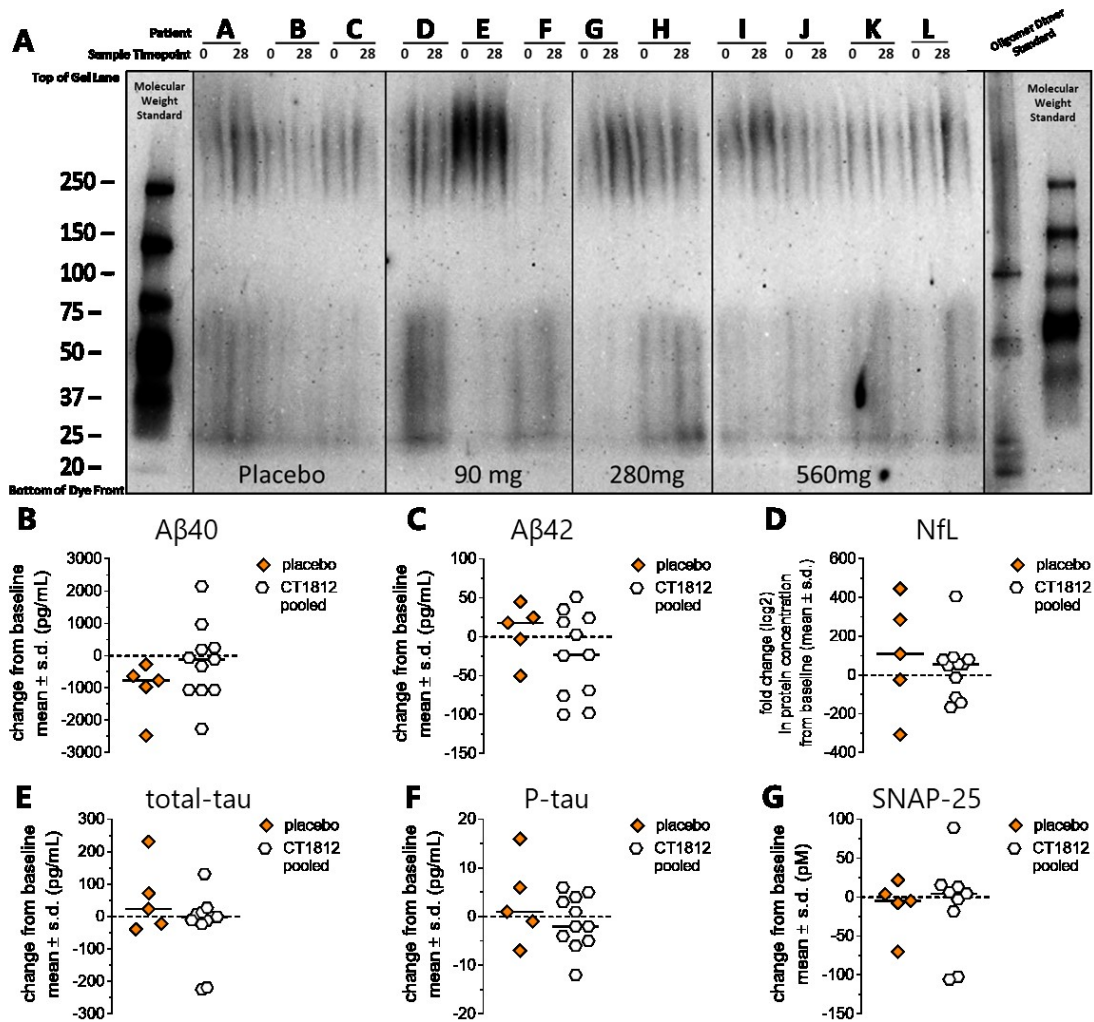 A
Patient A B C D E F G H I J K L
Sample Timepoint 0 28 0 28 0 28 0 28 0 28 0 28 0 28 0 28 0 28 0 28 0 28 0 28
Oligomer Dimer
Standard
Top of Gel Lane
Molecular
Weight
Standard
Molecular
Weight
Standard
250
150
100
75
50
37
25
20
Bottom of Dye Front
Placebo 90 mg 280mg 560mg
B
Aβ40
change from baseline
mean ± s.d. (pg/mL)
3000
2000
1000
0
-1000
-2000
-3000
placebo
CT1812
pooled
C
Aβ42
change from baseline
mean ± s.d. (pg/mL)
100
50
0
-50
-100
-150
placebo
CT1812
pooled
D
NfL
fold change (log2)
In protein concentration
from baseline (mean ± s.d.)
600
400
200
0
-200
-400
placebo
CT1812
pooled
E
total-tau
change from baseline
mean ± s.d. (pg/mL)
300
200
100
0
-100
-200
-300
placebo
CT1812
pooled
F
P-tau
change from baseline
mean ± s.d. (pg/mL)
20
10
0
-10
-20
placebo
CT1812
pooled
G
SNAP-25
change from baseline
mean ± s.d. (pM)
100
50
0
-50
-100
-150
placebo
CT1812
pooled